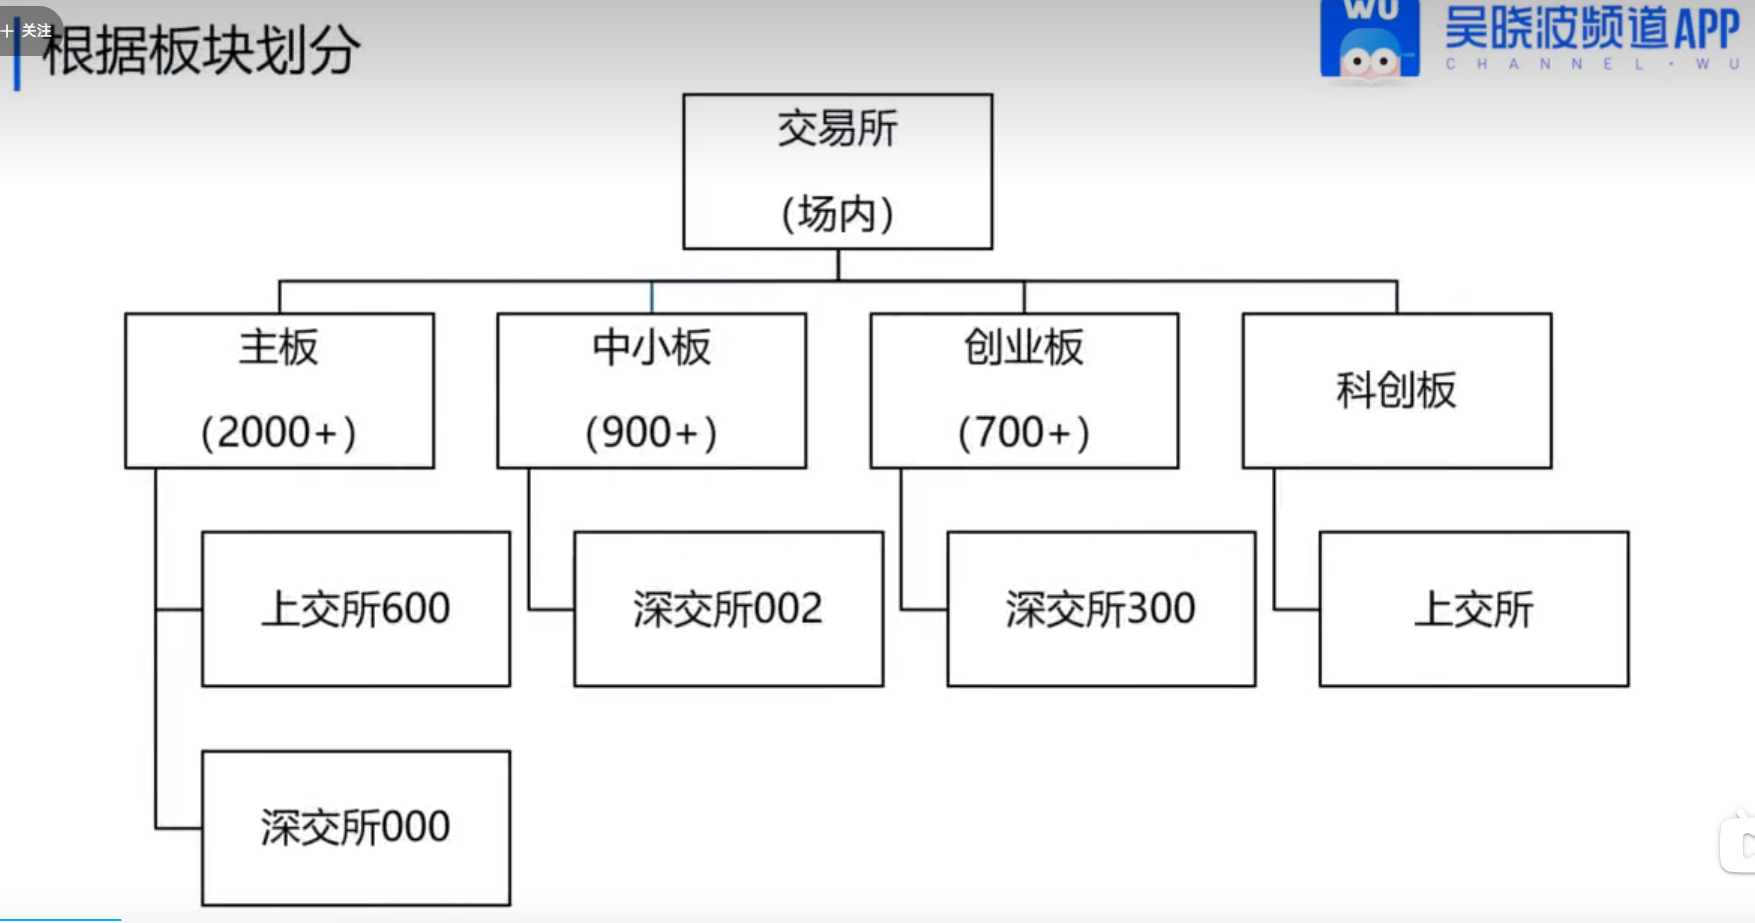 + 关注
根据板块划分
WU
吴晓波频道APP
CHANNEL·WU
交易所
(场内)
主板
(2000+)
中小板
(900+)
创业板
(700+)
科创板
上交所600
深交所002
深交所300
上交所
深交所000